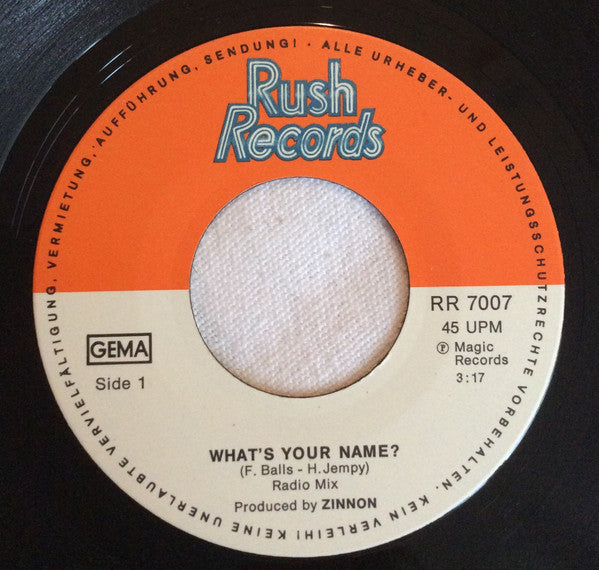 ALLE URHEBER- UND LEISTUNGSSCHUTZRECHTE VORBEHALTEN. KEIN VERLEIH! KEINE UNERLAUBTE VERVIELFÄLTIGUNG, VERMIETUNG, AUFFÜHRUNG, SENDUNG! ·
Rush
Records
GEMA
Side 1
RR 7007
45 UPM
Ⓟ Magic
Records
3:17
WHAT'S YOUR NAME?
(F. Balls - H. Jempy)
Radio Mix
Produced by ZINNON